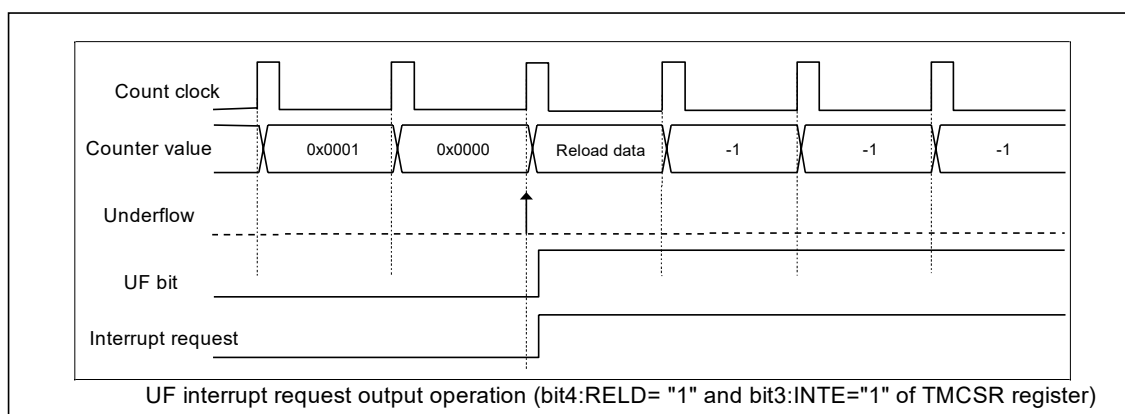 Count clock
Counter value 0x0001 0x0000 Reload data -1 -1 -1
Underflow
UF bit
Interrupt request
UF interrupt request output operation (bit4:RELD= "1" and bit3:INTE="1" of TMCSR register)